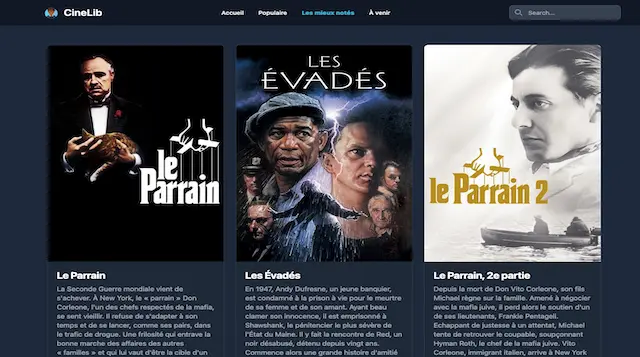 CineLib
Accueil
Populaire
Les mieux notés
À venir
Search...
le
Parrain
LES
ÉVADÉS
le Parrain 2
Le Parrain
La Seconde Guerre mondiale vient de
s'achever. À New York, le « parrain » Don
Corleone, l'un des chefs respectés de la mafia,
se sent vieillir. Il refuse de s'adapter à son
temps et de se lancer, comme ses pairs, dans
le trafic de drogue. Une frilosité qui entrave la
bonne marche des affaires des autres
« familles » et qui lui vaut d'être la cible d'un
Les Évadés
En 1947, Andy Dufresne, un jeune banquier,
est condamné à la prison à vie pour le meurtre
de sa femme et de son amant. Ayant beau
clamer son innocence, il est emprisonné à
Shawshank, le pénitencier le plus sévère de
l'État du Maine. Il y fait la rencontre de Red, un
noir désabusé, détenu depuis vingt ans.
Commence alors une grande histoire d'amitié
Le Parrain, 2e partie
Depuis la mort de Don Vito Corleone, son fils
Michael règne sur la famille. Amené à négocier
avec la mafia juive, il perd alors le soutien d'un
de ses lieutenants, Frankie Pentageli.
Echappant de justesse à un attentat, Michael
tente de retrouver le coupable, soupçonnant
Hyman Roth, le chef de la mafia juive. Vito
Corleone, immigrant italien, arrive à New York